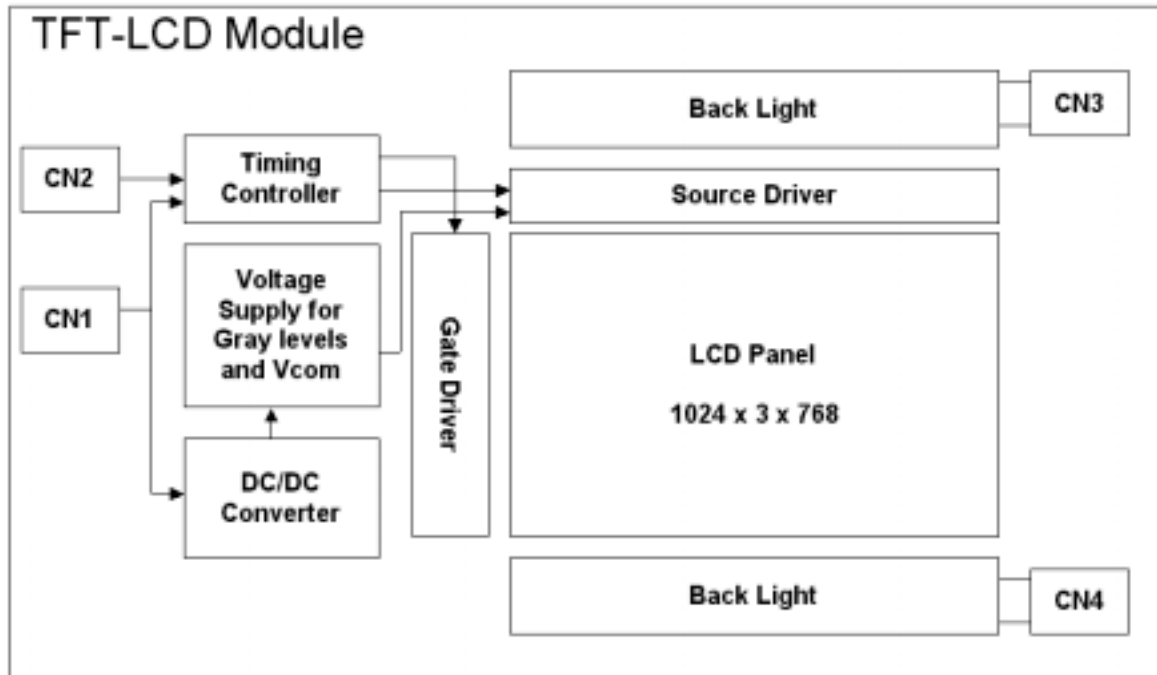 TFT-LCD Module
Back Light
CN3
CN2
Timing
Controller
Source Driver
CN1
Voltage
Supply for
Gray levels
and Vcom
Gate Driver
LCD Panel
1024 x 3 x 768
DC/DC
Converter
Back Light
CN4